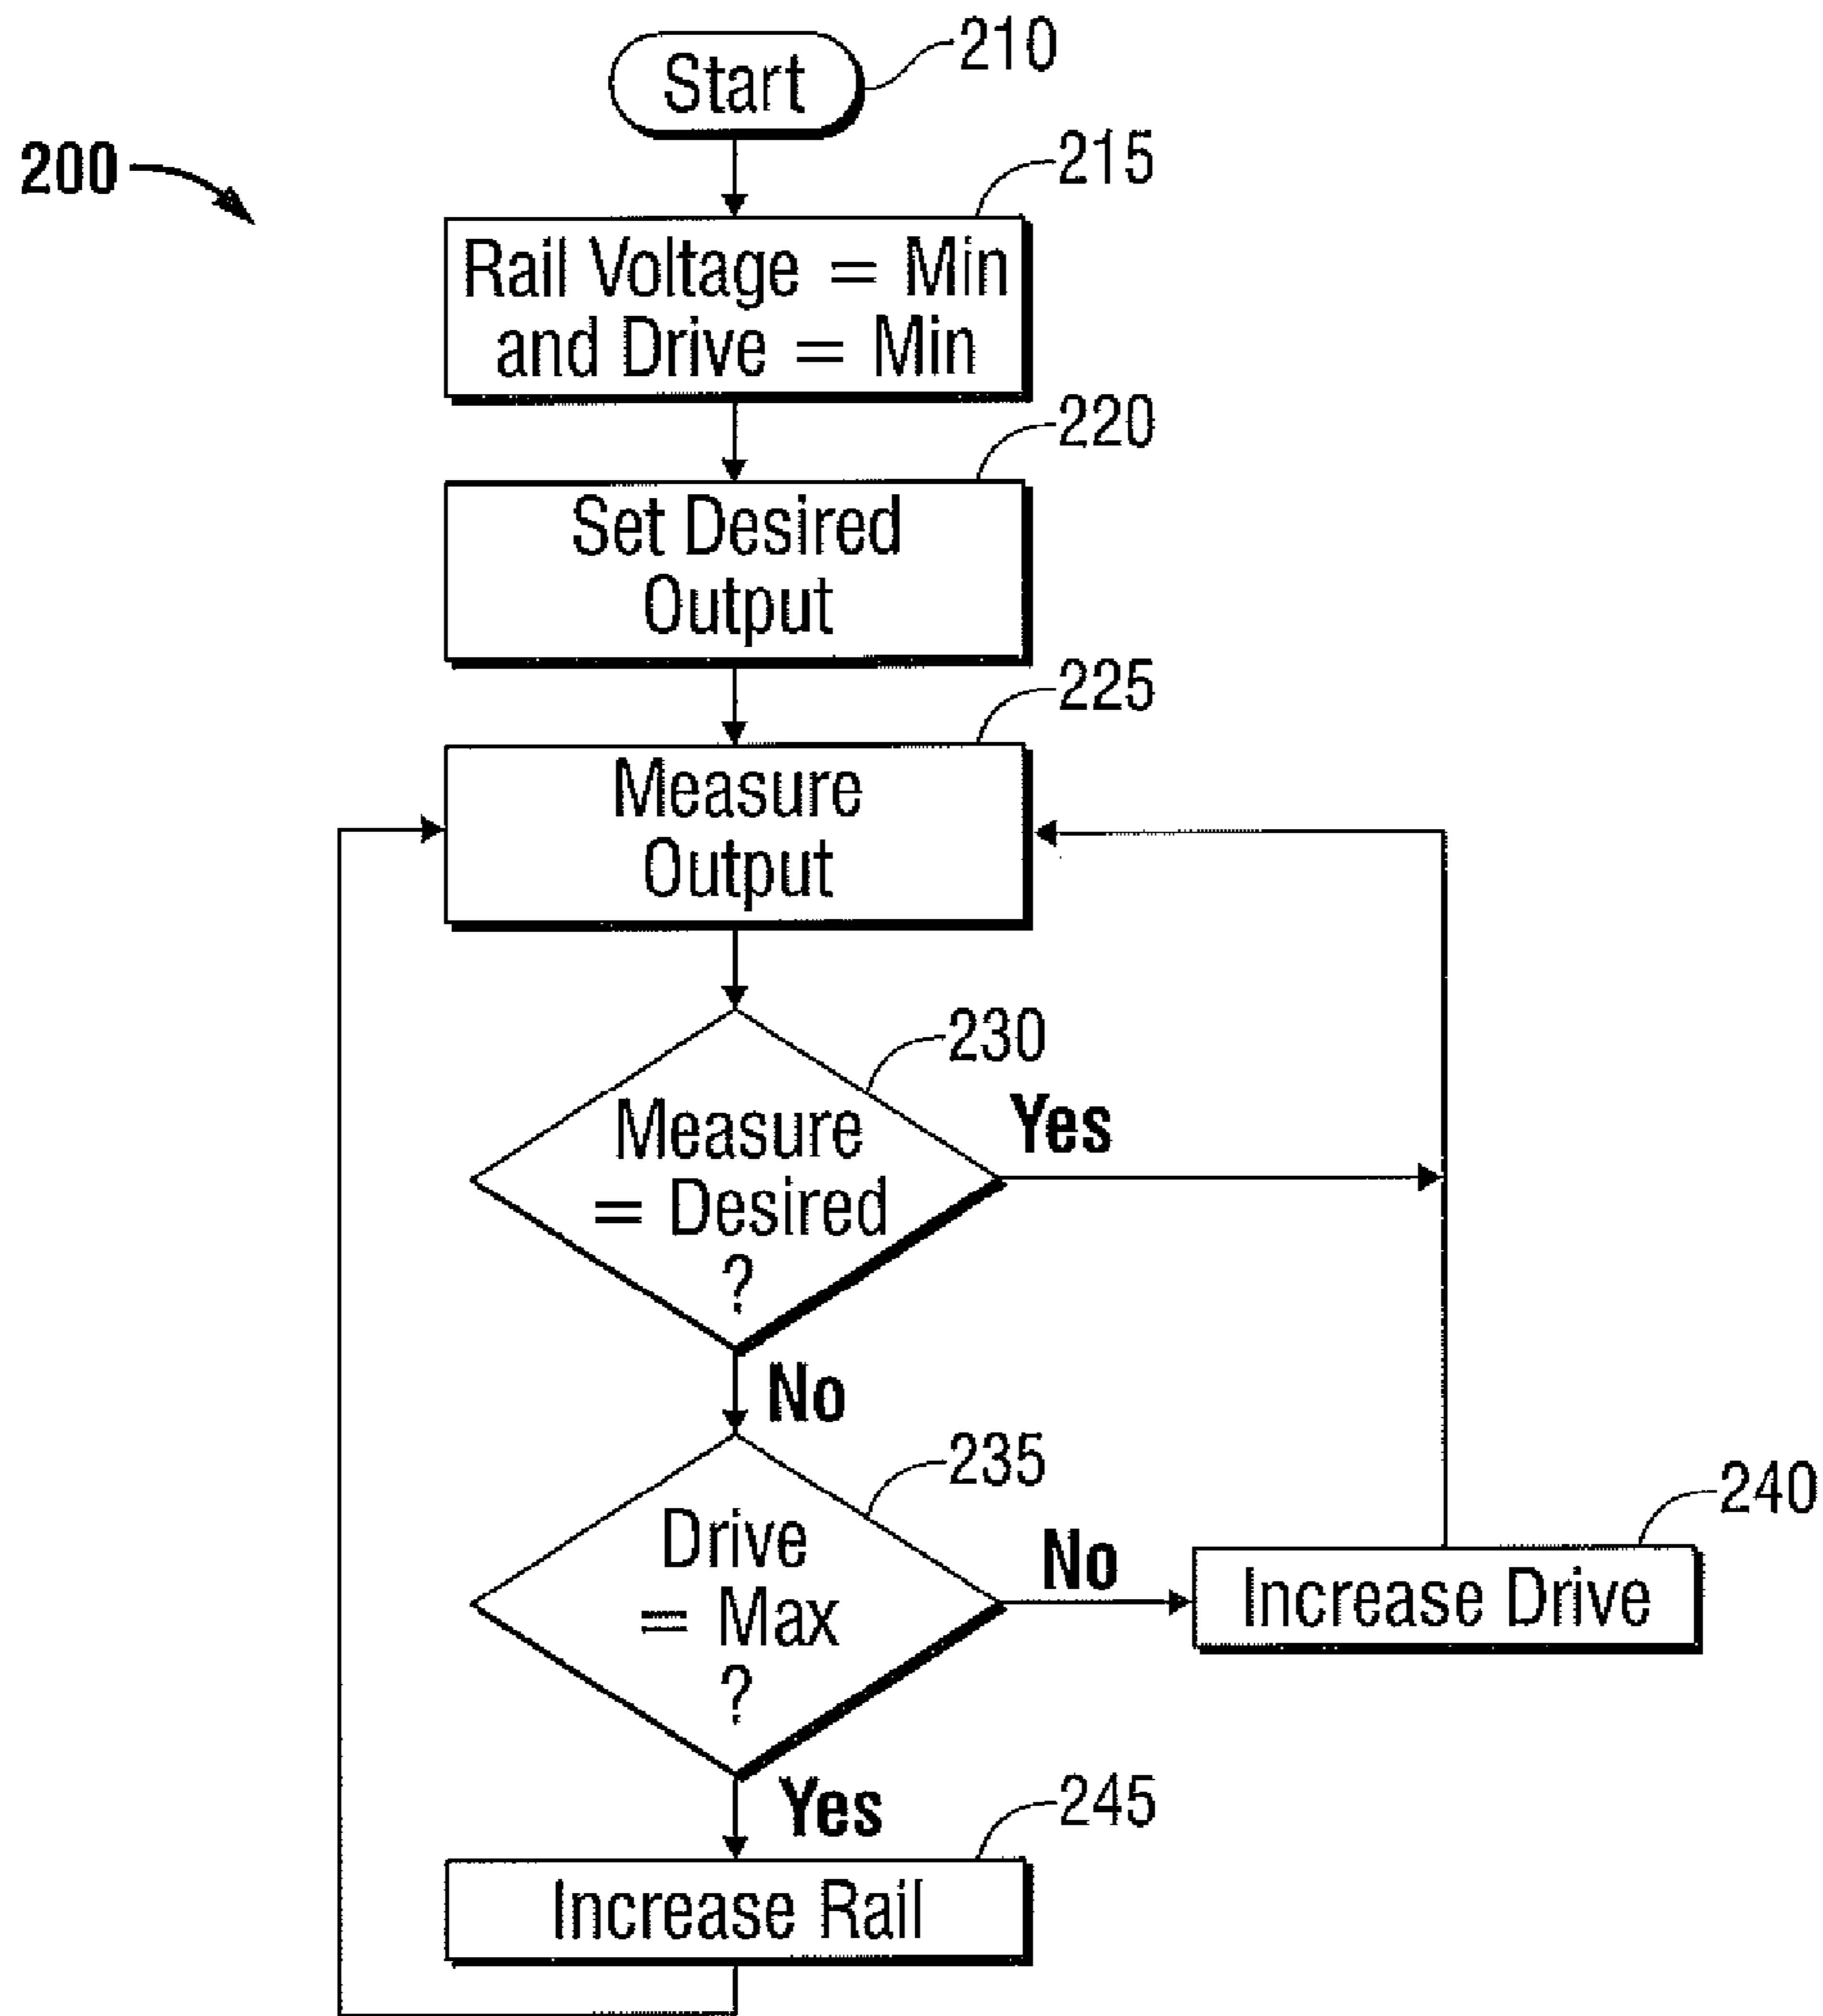 210
Start
200
215
Rail Voltage = Min
and Drive = Min
220
Set Desired
Output
225
Measure
Output
230
Measure
= Desired
?
Yes
No
235
Drive
= Max
?
No
240
Increase Drive
Yes
245
Increase Rail